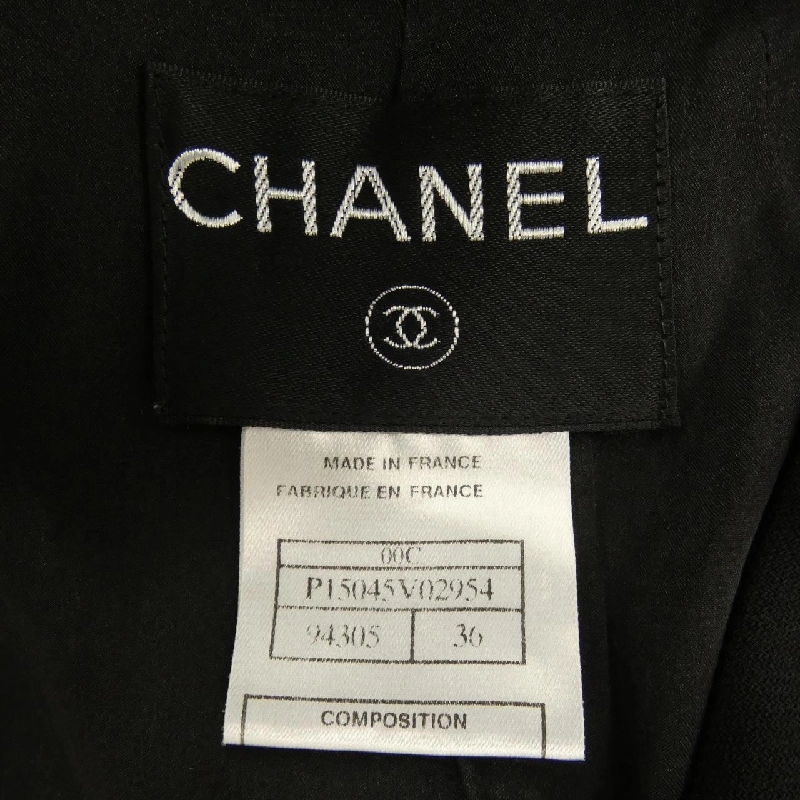 CHANEL
MADE IN FRANCE
FABRIQUE EN FRANCE
00C
P15045V02954
94305 36
COMPOSITION